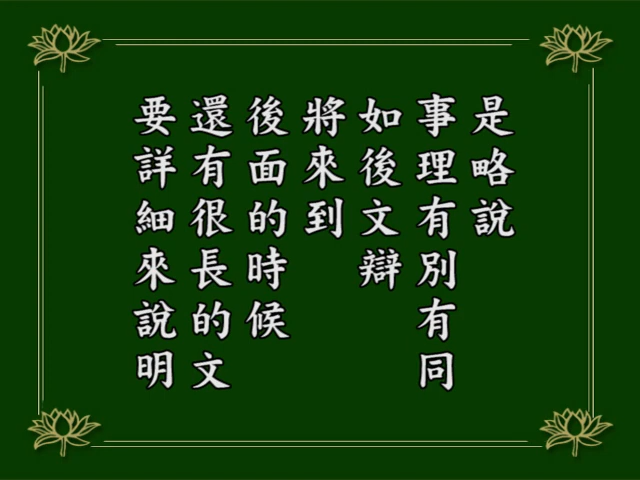 是略說
事理有別有同
如後文辯
將來到
後面的時候
還有很長的文
要詳細來說明